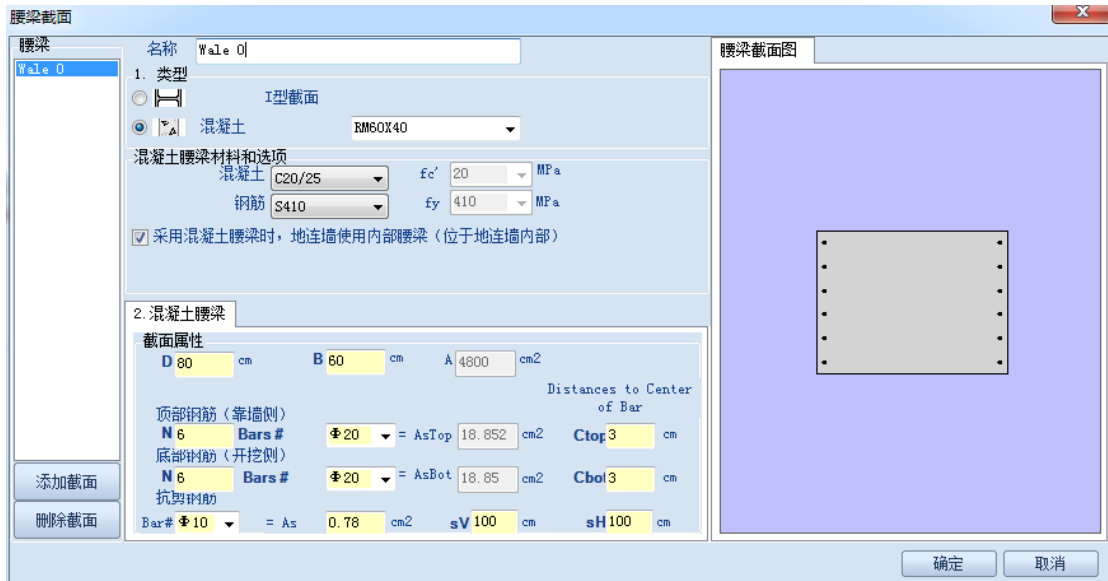 腰梁截面
X
腰梁
Wale 0
添加截面
删除截面
名称 Wale 0
1. 类型
I型截面
混凝土 RM60X40
混凝土腰梁材料和选项
混凝土 C20/25 fc' 20 MPa
钢筋 S410 fy 410 MPa
采用混凝土腰梁时，地连墙使用内部腰梁（位于地连墙内部）
2.混凝土腰梁
截面属性
D 80 cm B 60 cm A 4800 cm2
Distances to Center
of Bar
顶部钢筋（靠墙侧）
N 6 Bars # Φ20 = AsTop 18.852 cm2 Ctop 3 cm
底部钢筋（开挖侧）
N 6 Bars # Φ20 = AsBot 18.85 cm2 Cbot 3 cm
抗剪钢筋
Bar# Φ10 = As 0.78 cm2 sV 100 cm sH 100 cm
腰梁截面图
确定 取消